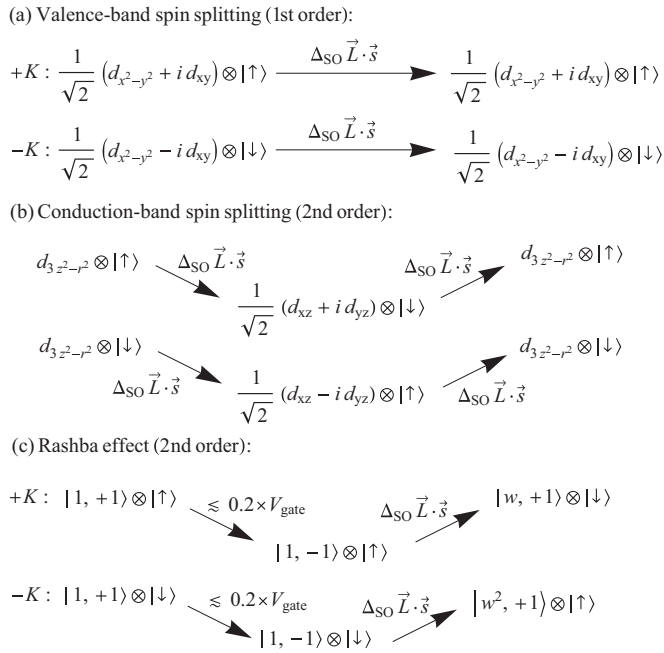 (a) Valence-band spin splitting (1st order):
Δ_SO L⃗·s⃗
+K : 1/√2 (d_{x²−y²} + i d_{xy}) ⊗ |↑⟩ ⟶ 1/√2 (d_{x²−y²} + i d_{xy}) ⊗ |↑⟩
Δ_SO L⃗·s⃗
−K : 1/√2 (d_{x²−y²} − i d_{xy}) ⊗ |↓⟩ ⟶ 1/√2 (d_{x²−y²} − i d_{xy}) ⊗ |↓⟩
(b) Conduction-band spin splitting (2nd order):
d_{3z²−r²} ⊗ |↑⟩ Δ_SO L⃗·s⃗ Δ_SO L⃗·s⃗ d_{3z²−r²} ⊗ |↑⟩
1/√2 (d_{xz} + i d_{yz}) ⊗ |↓⟩
d_{3z²−r²} ⊗ |↓⟩ d_{3z²−r²} ⊗ |↓⟩
Δ_SO L⃗·s⃗ 1/√2 (d_{xz} − i d_{yz}) ⊗ |↑⟩ Δ_SO L⃗·s⃗
(c) Rashba effect (2nd order):
+K : |1, +1⟩ ⊗ |↑⟩ ≲ 0.2 × V_gate Δ_SO L⃗·s⃗ |w, +1⟩ ⊗ |↓⟩
|1, −1⟩ ⊗ |↑⟩
−K : |1, +1⟩ ⊗ |↓⟩ ≲ 0.2 × V_gate Δ_SO L⃗·s⃗ |w², +1⟩ ⊗ |↑⟩
|1, −1⟩ ⊗ |↓⟩